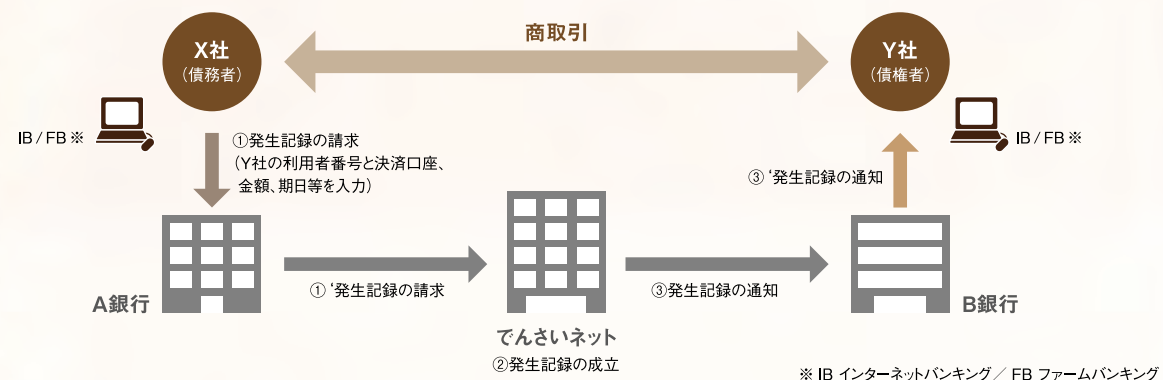 商取引
X社
（債務者）
Y社
（債権者）
IB / FB ※
①発生記録の請求
（Y社の利用者番号と決済口座、
金額、期日等を入力）
IB / FB ※
③ ‘発生記録の通知
A銀行
① ‘発生記録の請求
でんさいネット
②発生記録の成立
③発生記録の通知
B銀行
※ IB インターネットバンキング／ FB ファームバンキング